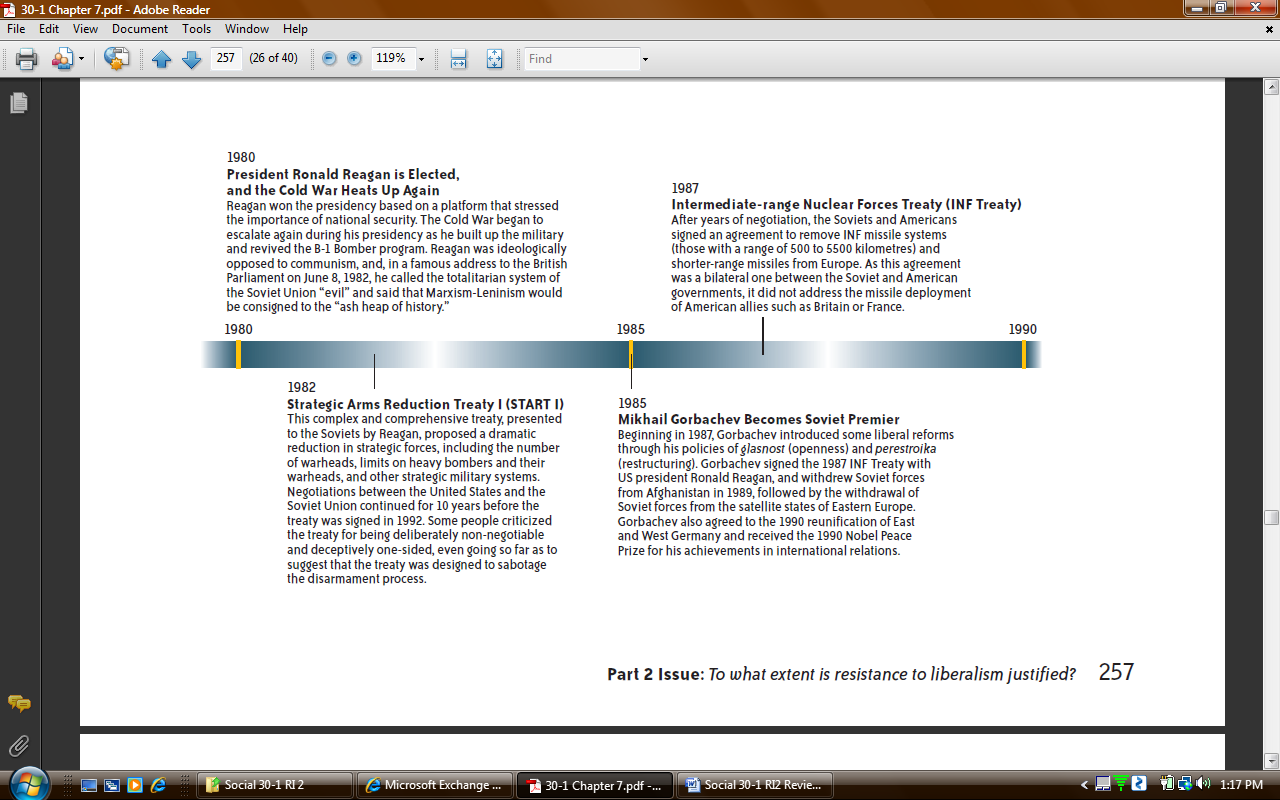 30-1 Chapter 7.pdf - Adobe Reader
File Edit View Document Tools Window Help
257 (26 of 40) 119% Find
1980
President Ronald Reagan is Elected,
and the Cold War Heats Up Again
Reagan won the presidency based on a platform that stressed
the importance of national security. The Cold War began to
escalate again during his presidency as he built up the military
and revived the B-1 Bomber program. Reagan was ideologically
opposed to communism, and, in a famous address to the British
Parliament on June 8, 1982, he called the totalitarian system of
the Soviet Union “evil” and said that Marxism-Leninism would
be consigned to the “ash heap of history.”
1987
Intermediate-range Nuclear Forces Treaty (INF Treaty)
After years of negotiation, the Soviets and Americans
signed an agreement to remove INF missile systems
(those with a range of 500 to 5500 kilometres) and
shorter-range missiles from Europe. As this agreement
was a bilateral one between the Soviet and American
governments, it did not address the missile deployment
of American allies such as Britain or France.
1980 1985 1990
1982
Strategic Arms Reduction Treaty I (START I)
This complex and comprehensive treaty, presented
to the Soviets by Reagan, proposed a dramatic
reduction in strategic forces, including the number
of warheads, limits on heavy bombers and their
warheads, and other strategic military systems.
Negotiations between the United States and the
Soviet Union continued for 10 years before the
treaty was signed in 1992. Some people criticized
the treaty for being deliberately non-negotiable
and deceptively one-sided, even going so far as to
suggest that the treaty was designed to sabotage
the disarmament process.
1985
Mikhail Gorbachev Becomes Soviet Premier
Beginning in 1987, Gorbachev introduced some liberal reforms
through his policies of glasnost (openness) and perestroika
(restructuring). Gorbachev signed the 1987 INF Treaty with
US president Ronald Reagan, and withdrew Soviet forces
from Afghanistan in 1989, followed by the withdrawal of
Soviet forces from the satellite states of Eastern Europe.
Gorbachev also agreed to the 1990 reunification of East
and West Germany and received the 1990 Nobel Peace
Prize for his achievements in international relations.
Part 2 Issue: To what extent is resistance to liberalism justified? 257
Social 30-1 RI 2 Microsoft Exchange ... 30-1 Chapter 7.pdf -... Social 30-1 RI2 Revie... 1:17 PM